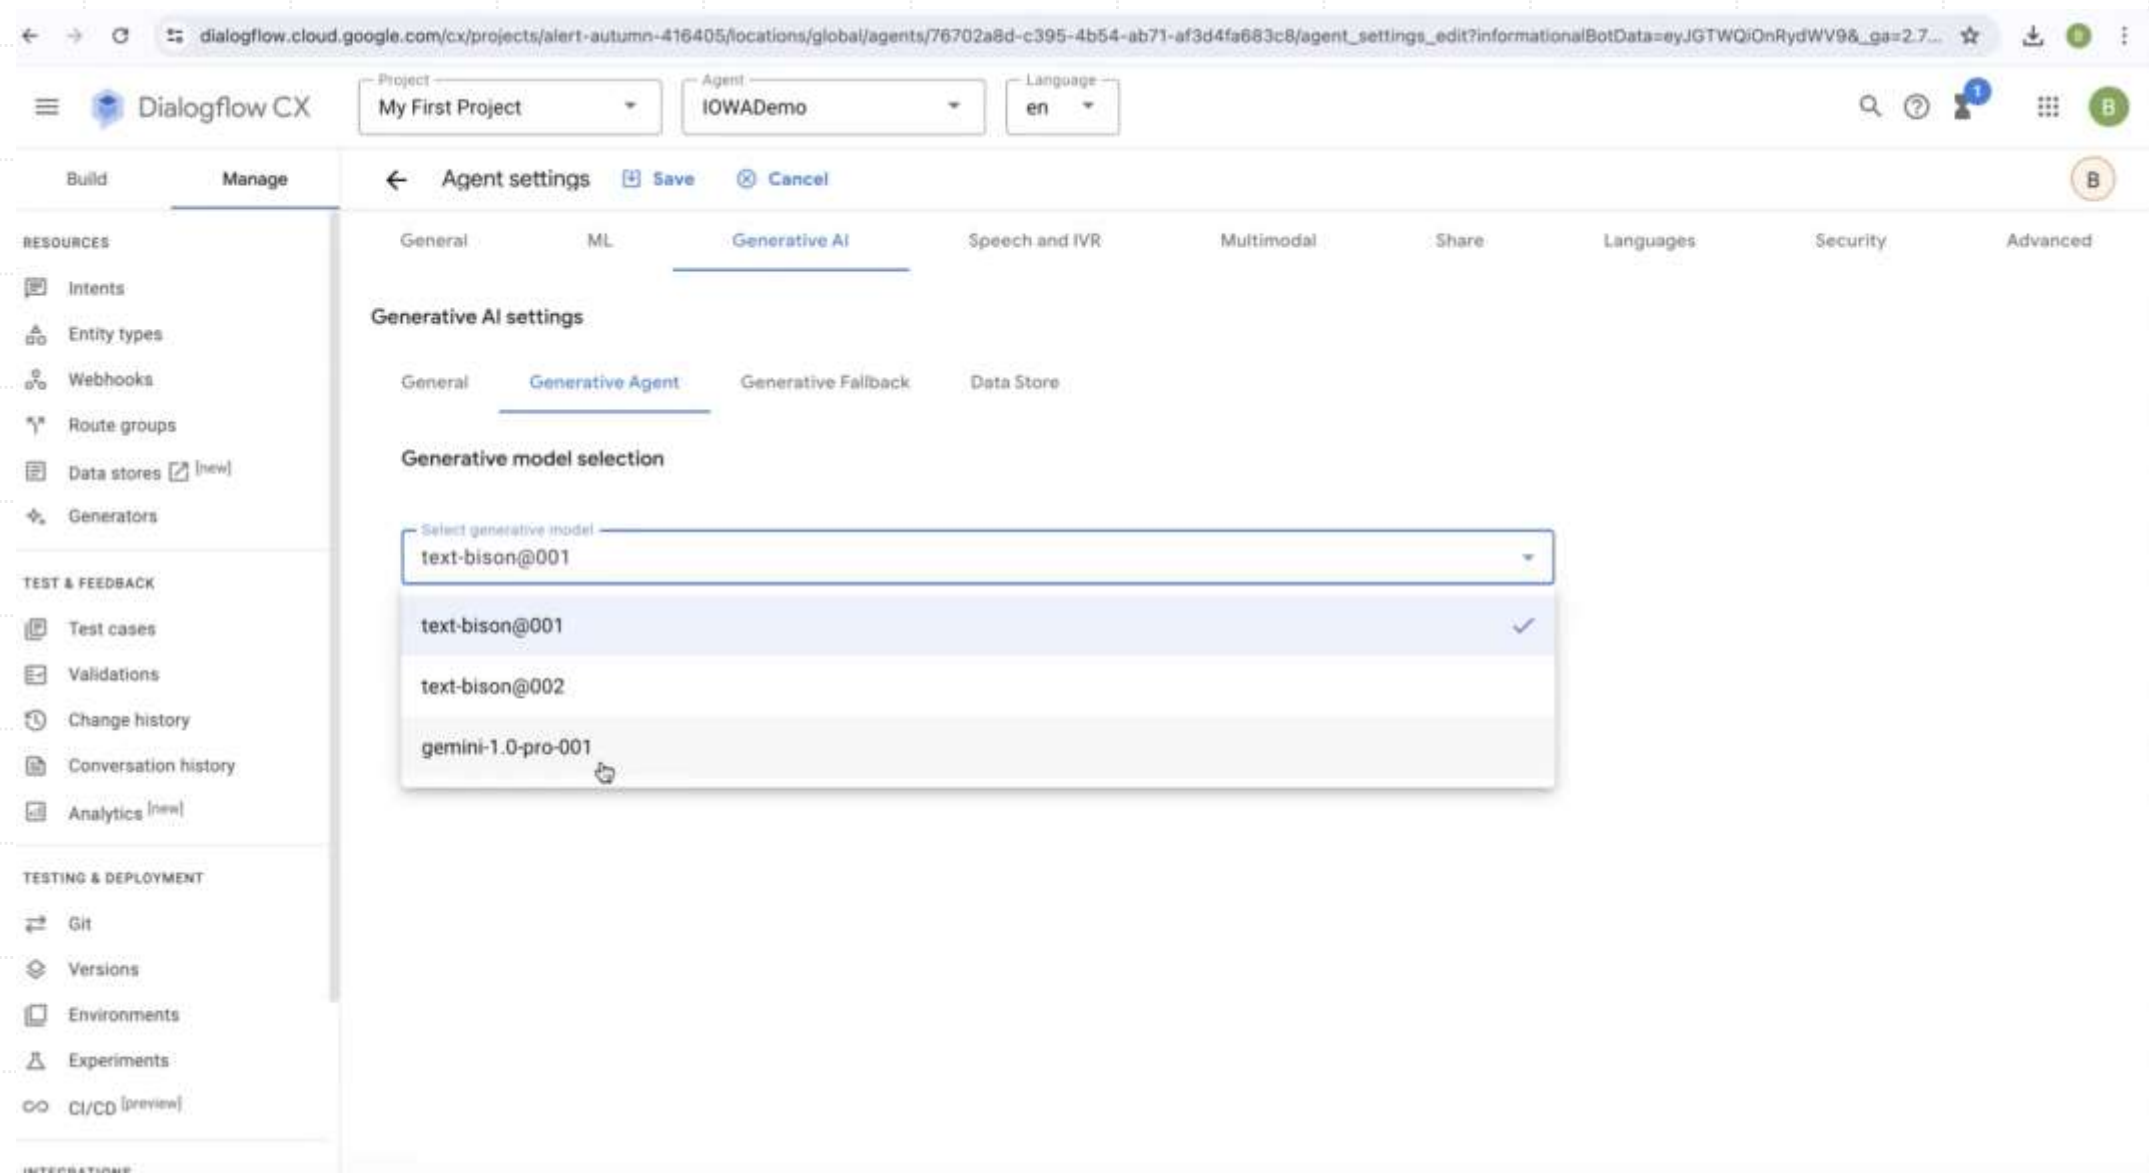 dialogflow.cloud.google.com/cx/projects/alert-autumn-416405/locations/global/agents/76702a8d-c395-4b54-ab71-af3d4fa683c8/agent_settings_edit?informationalBotData=eyJGTWQiOnRydWV9&_ga=2.7...
Dialogflow CX
Project
My First Project
Agent
IOWADemo
Language
en
1
B
Build
Manage
Agent settings
Save
Cancel
B
RESOURCES
Intents
Entity types
Webhooks
Route groups
Data stores [new]
Generators
TEST & FEEDBACK
Test cases
Validations
Change history
Conversation history
Analytics [new]
TESTING & DEPLOYMENT
Git
Versions
Environments
Experiments
CI/CD [preview]
INTEGRATIONS
General
ML
Generative AI
Speech and IVR
Multimodal
Share
Languages
Security
Advanced
Generative AI settings
General
Generative Agent
Generative Fallback
Data Store
Generative model selection
Select generative model
text-bison@001
text-bison@001
text-bison@002
gemini-1.0-pro-001